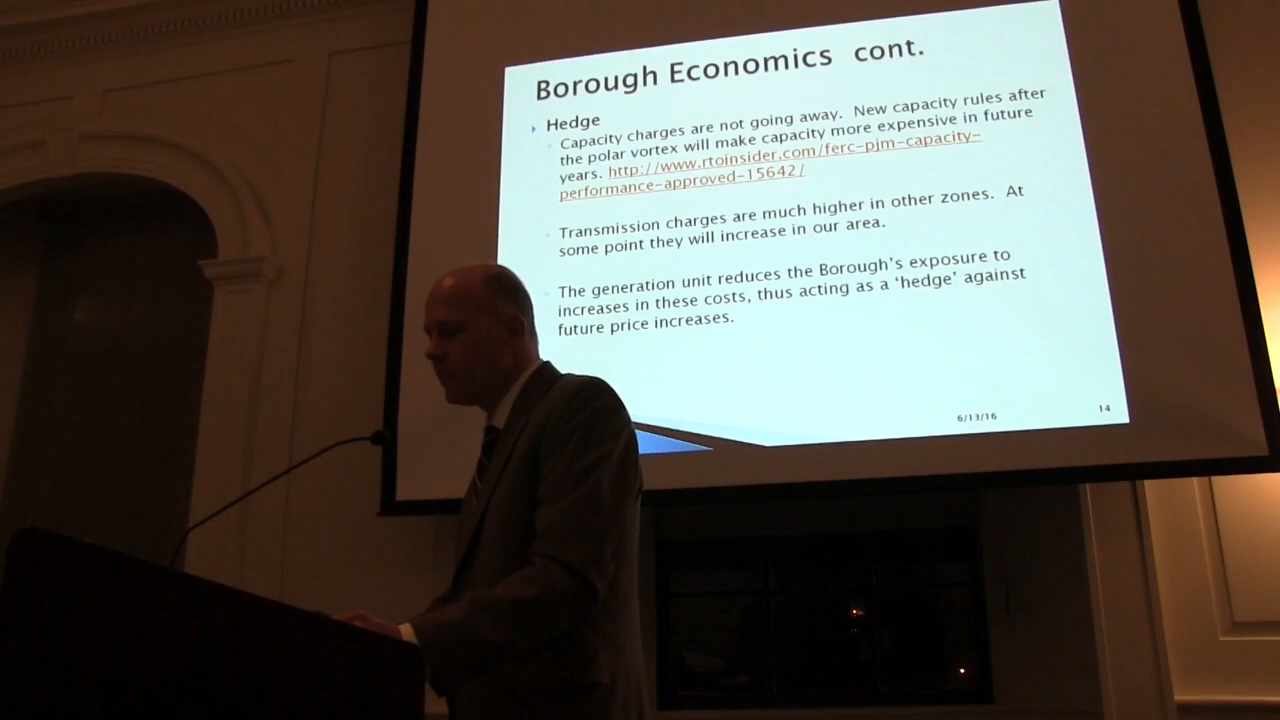 Borough Economics cont.
Hedge
Capacity charges are not going away. New capacity rules after
the polar vortex will make capacity more expensive in future
years. http://www.rtoinsider.com/ferc-pjm-capacity-
performance-approved-15642/
Transmission charges are much higher in other zones. At
some point they will increase in our area.
The generation unit reduces the Borough's exposure to
increases in these costs, thus acting as a 'hedge' against
future price increases.
6/13/16
14